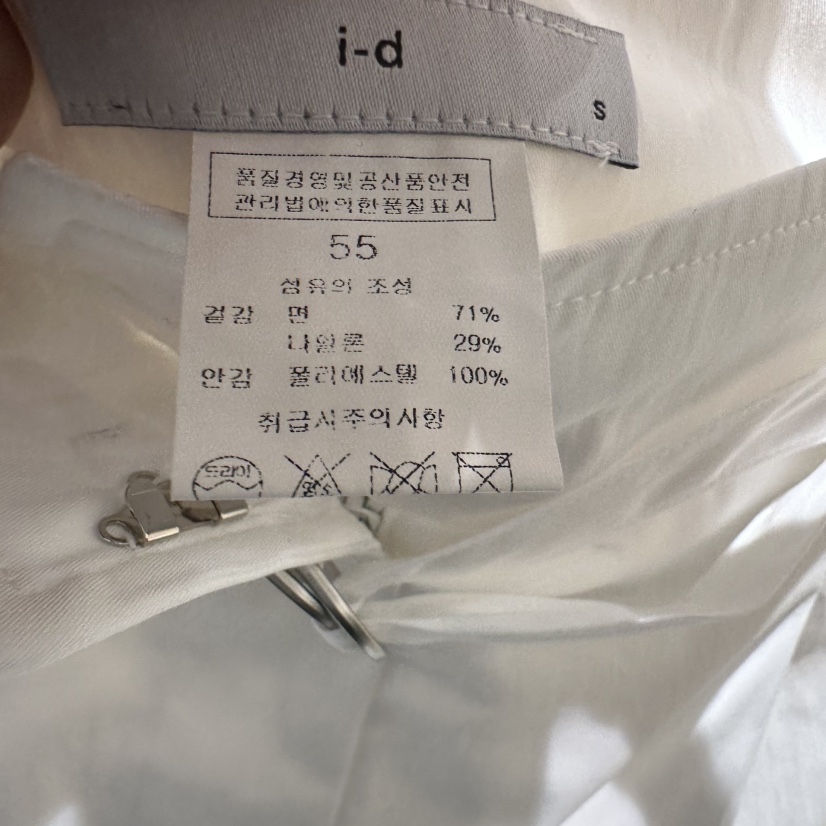 i-d
s
품질경영및공산품안전
관리법에의한품질표시
55
섬유의 조성
겉감 면 71%
나일론 29%
안감 폴리에스텔 100%
취급시주의사항
드라이